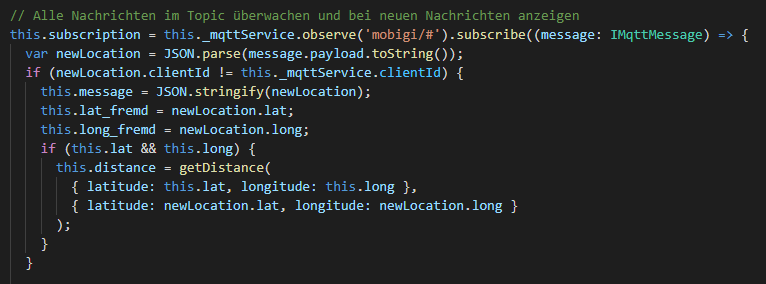 // Alle Nachrichten im Topic überwachen und bei neuen Nachrichten anzeigen
this.subscription = this._mqttService.observe('mobigi/#').subscribe((message: IMqttMessage) => {
  var newLocation = JSON.parse(message.payload.toString());
  if (newLocation.clientId != this._mqttService.clientId) {
    this.message = JSON.stringify(newLocation);
    this.lat_fremd = newLocation.lat;
    this.long_fremd = newLocation.long;
    if (this.lat && this.long) {
      this.distance = getDistance(
        { latitude: this.lat, longitude: this.long },
        { latitude: newLocation.lat, longitude: newLocation.long }
      );
    }
  }